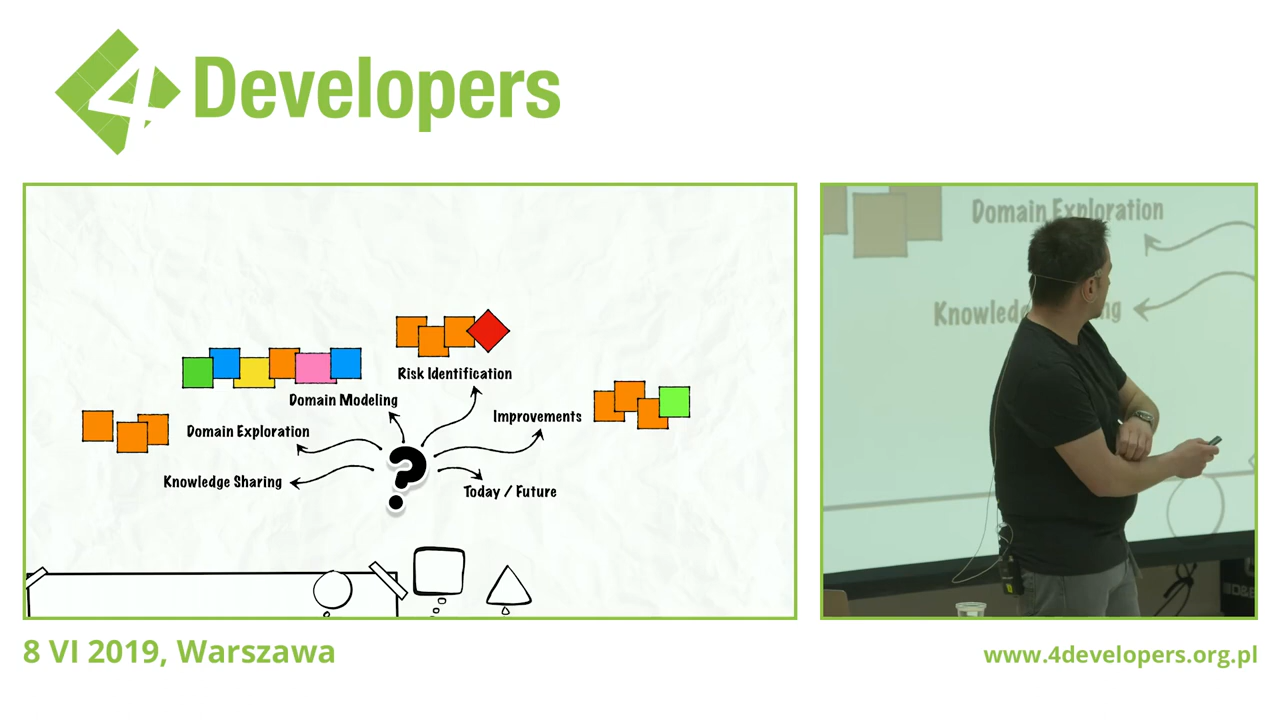 4Developers
Risk Identification
Domain Modeling
Improvements
Domain Exploration
Knowledge Sharing
Today / Future
?
Domain Exploration
8 VI 2019, Warszawa
www.4developers.org.pl